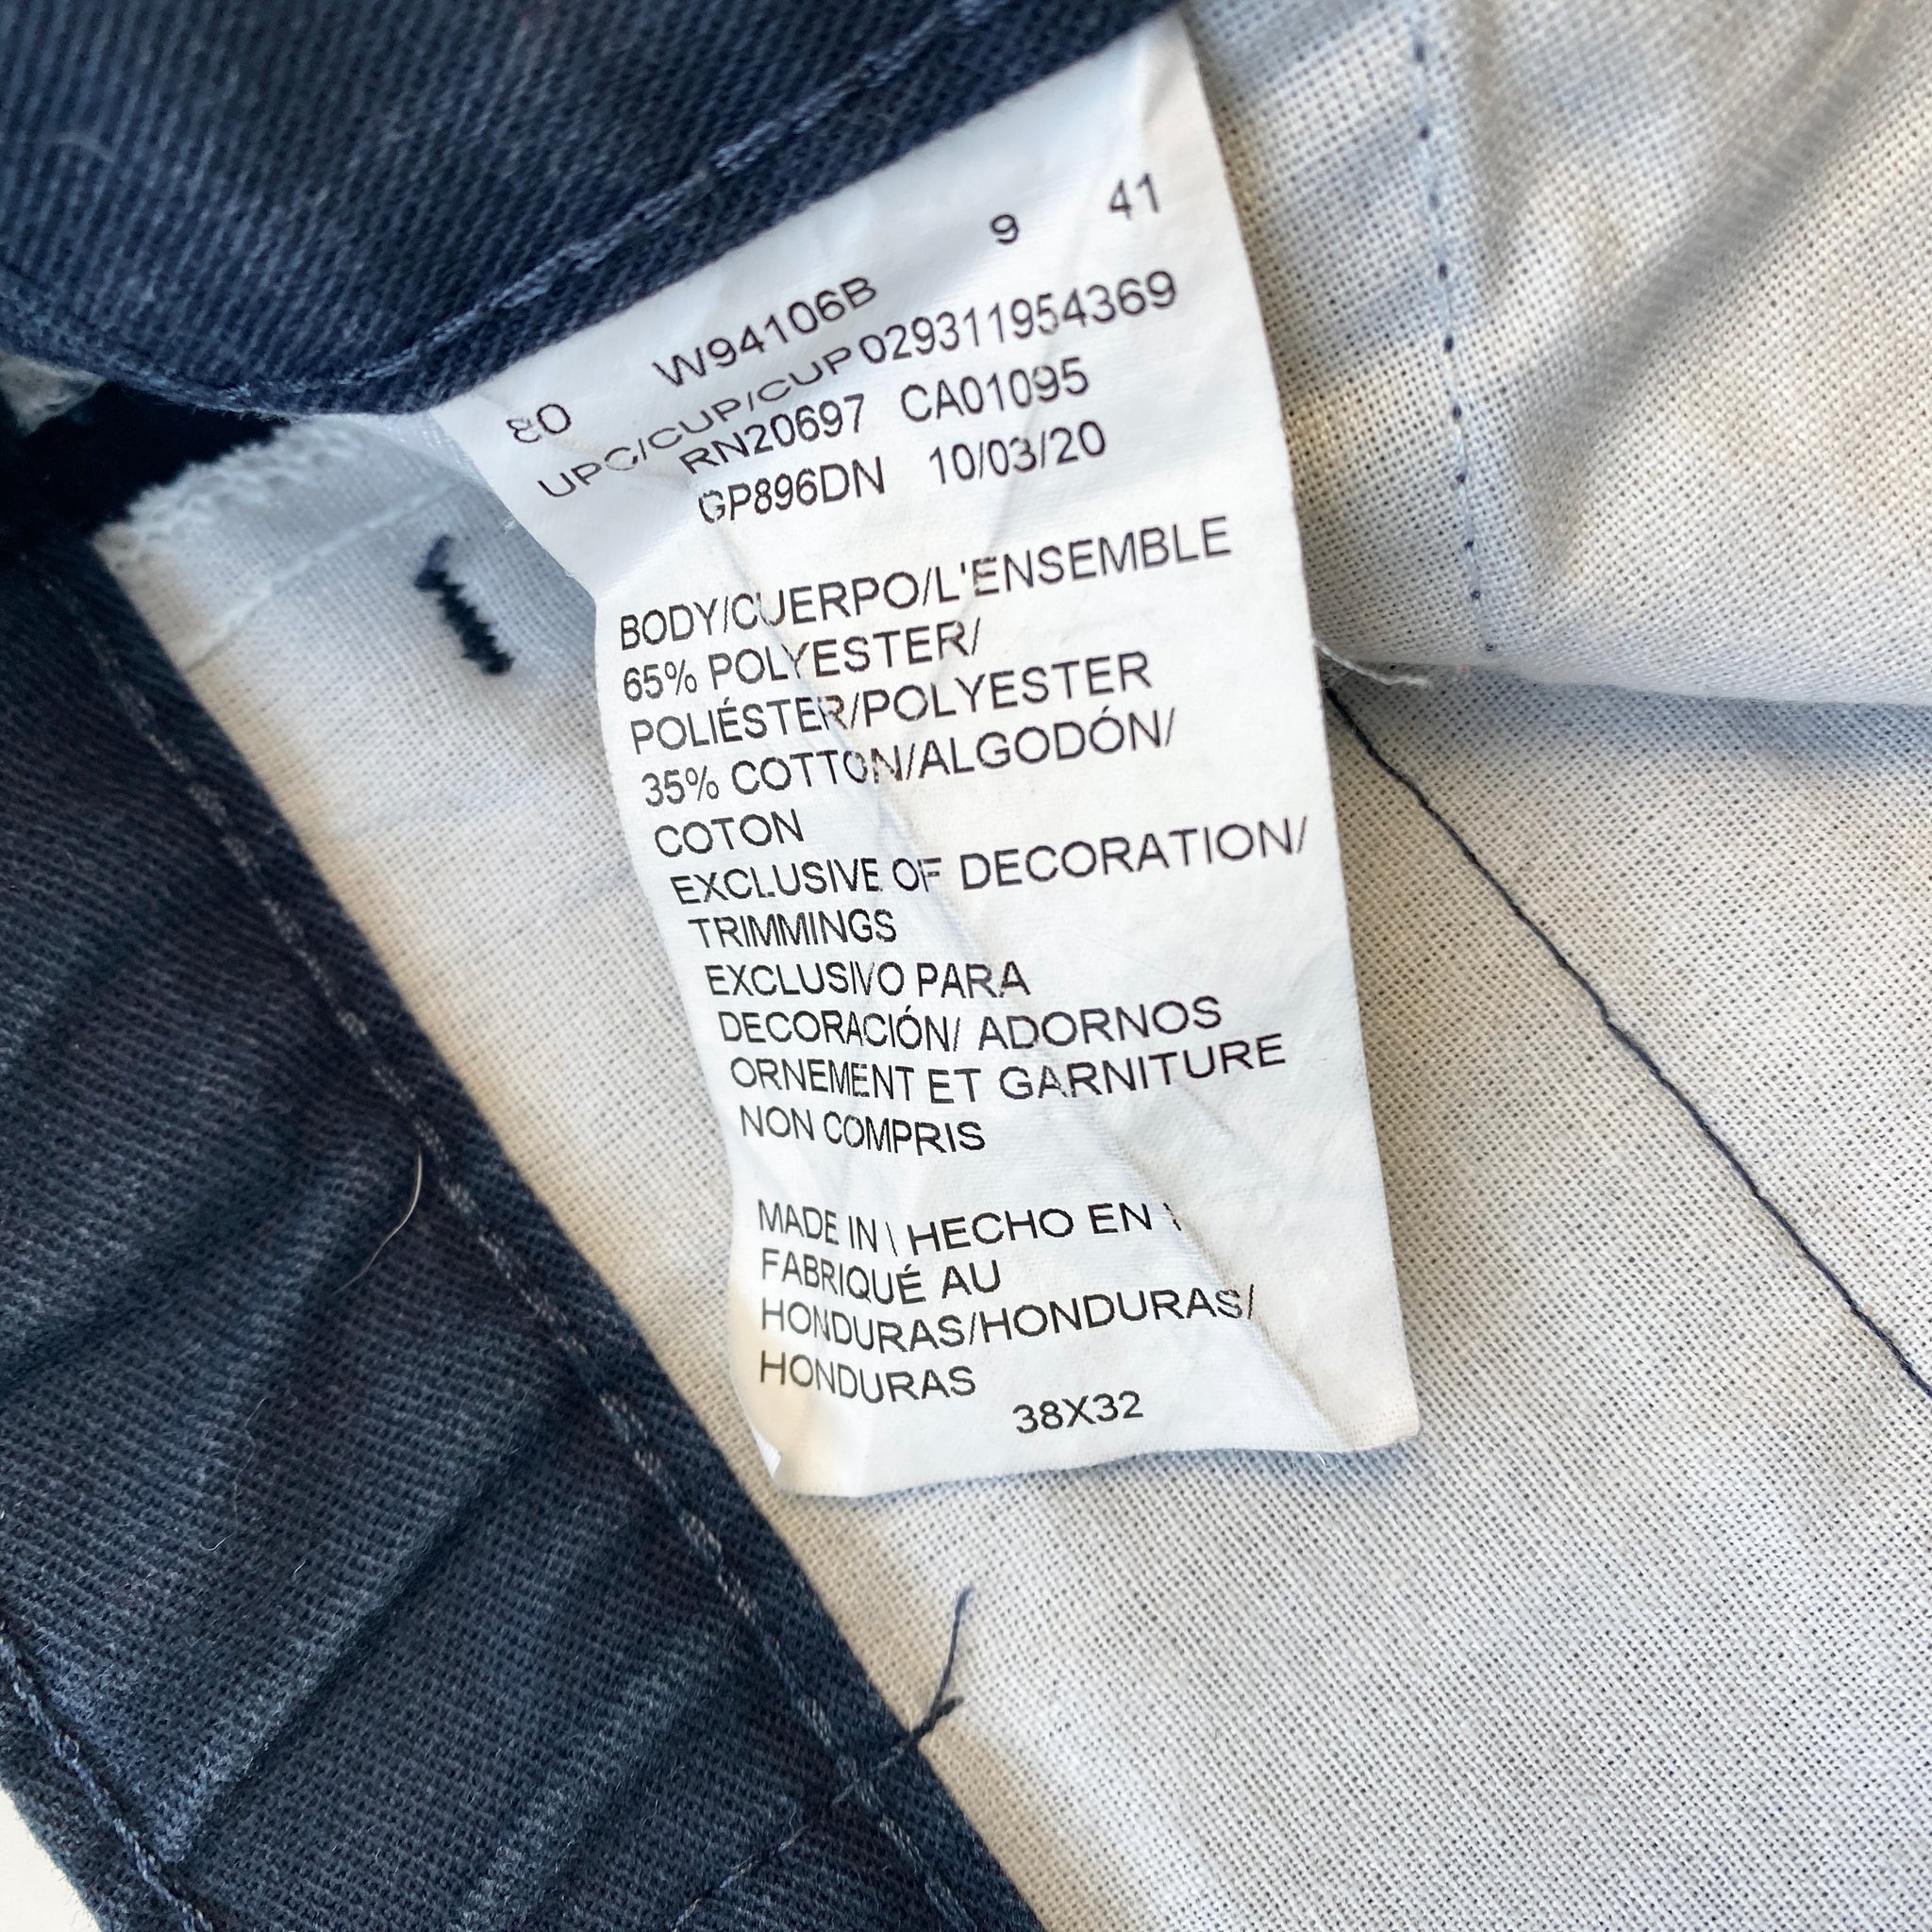 9 41
W94106B
03
UPC/CUP/CUP 029311954369
RN20697 CA01095
GP896DN 10/03/20
BODY/CUERPO/L'ENSEMBLE
65% POLYESTER/
POLIÉSTER/POLYESTER
35% COTTON/ALGODÓN/
COTON
EXCLUSIVE OF DECORATION/
TRIMMINGS
EXCLUSIVO PARA
DECORACIÓN/ ADORNOS
ORNEMENT ET GARNITURE
NON COMPRIS
MADE IN \ HECHO EN \
FABRIQUÉ AU
HONDURAS/HONDURAS/
HONDURAS
38X32